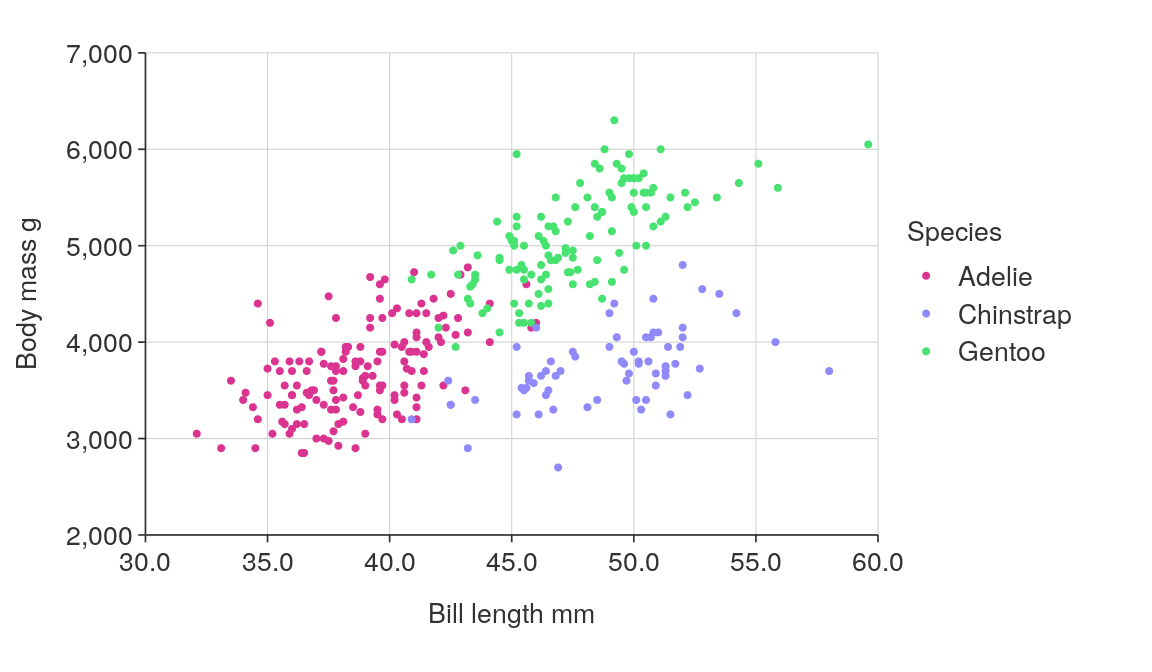 7,000
6,000
5,000
4,000
3,000
2,000
Body mass g
30.0 35.0 40.0 45.0 50.0 55.0 60.0
Bill length mm
Species
Adelie
Chinstrap
Gentoo